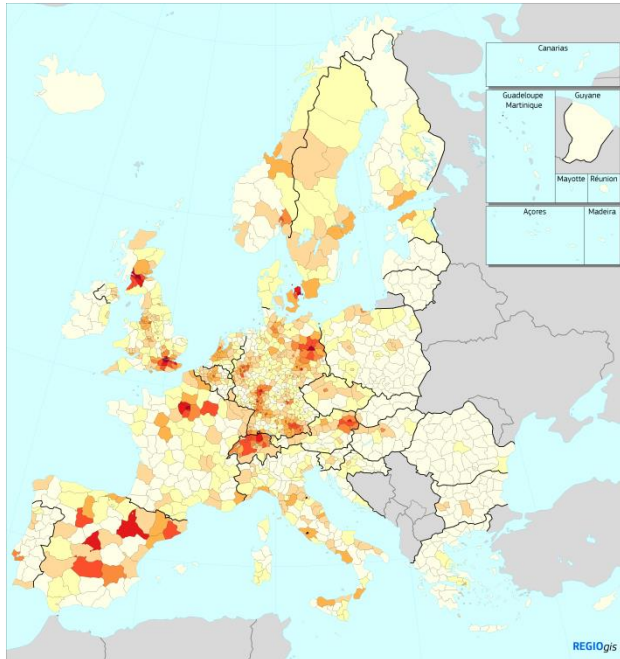 Canarias
Guadeloupe
Martinique
Guyane
Mayotte
Réunion
Açores
Madeira
REGIOgis